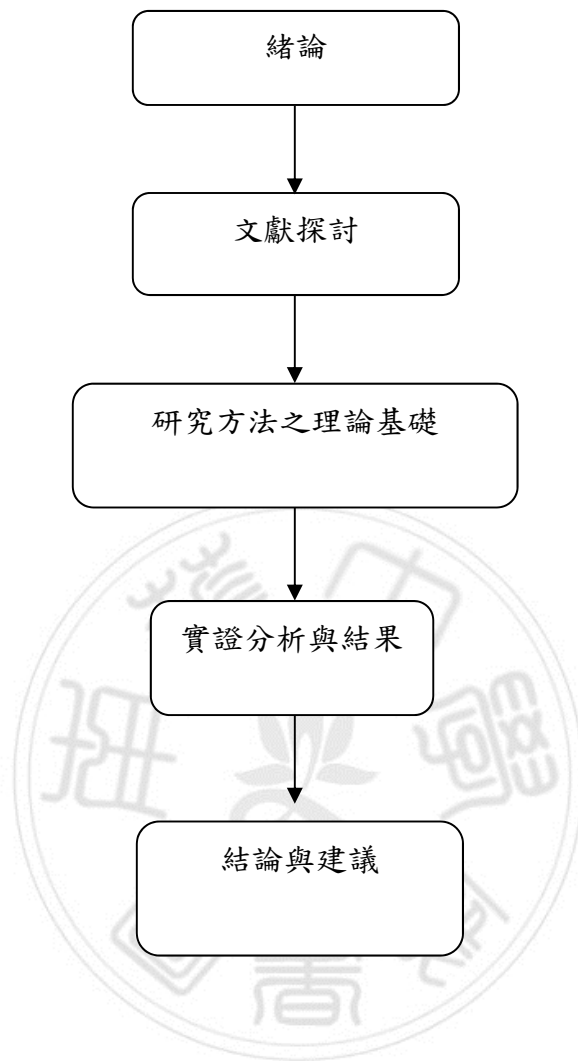 緒論
文獻探討
研究方法之理論基礎
實證分析與結果
結論與建議